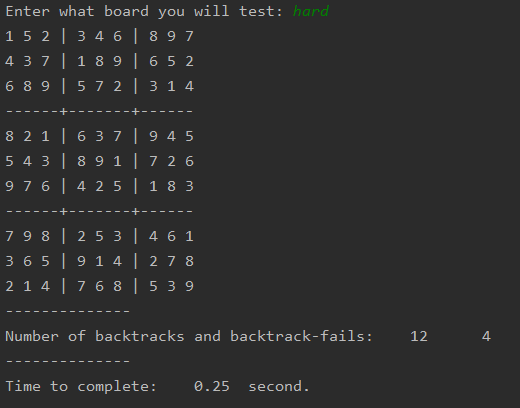 Enter what board you will test: hard
1 5 2 | 3 4 6 | 8 9 7
4 3 7 | 1 8 9 | 6 5 2
6 8 9 | 5 7 2 | 3 1 4
------+-------+------
8 2 1 | 6 3 7 | 9 4 5
5 4 3 | 8 9 1 | 7 2 6
9 7 6 | 4 2 5 | 1 8 3
------+-------+------
7 9 8 | 2 5 3 | 4 6 1
3 6 5 | 9 1 4 | 2 7 8
2 1 4 | 7 6 8 | 5 3 9
--------------
Number of backtracks and backtrack-fails:    12      4
--------------
Time to complete:    0.25  second.